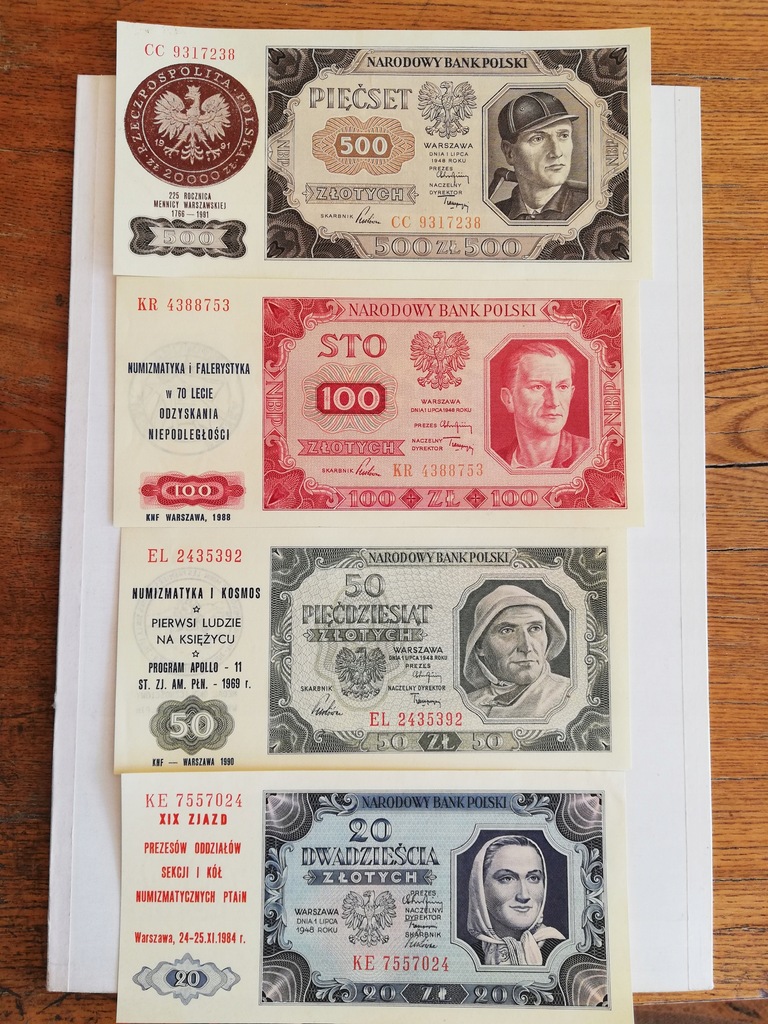 CC 9317238
RZECZPOSPOLITA · POLSKA
1991
zł 20000 zł
225 ROCZNICA
MENNICY WARSZAWSKIEJ
1766 — 1981
500
NARODOWY BANK POLSKI
PIĘĆSET
500
ZŁOTYCH
WARSZAWA
DNIA 1 LIPCA
1948 ROKU
PREZES
NACZELNY
DYREKTOR
SKARBNIK
CC 9317238
500 ZŁ 500
NBP
NBP
KR 4388753
NUMIZMATYKA i FALERYSTYKA
w 70 LECIE
ODZYSKANIA
NIEPODLEGŁOŚCI
100
KNF WARSZAWA, 1988
NARODOWY BANK POLSKI
STO
100
ZŁOTYCH
WARSZAWA
DNIA 1 LIPCA 1948 ROKU
PREZES
NACZELNY
DYREKTOR
SKARBNIK
KR 4388753
100 ZŁ 100
NBP
NBP
EL 2435392
NUMIZMATYKA I KOSMOS
PIERWSI LUDZIE
NA KSIĘŻYCU
PROGRAM APOLLO - 11
ST. ZJ. AM. PŁN. - 1969 r.
50
KNF — WARSZAWA 1990
NARODOWY BANK POLSKI
50
PIĘĆDZIESIĄT
ZŁOTYCH
WARSZAWA
DNIA 1 LIPCA 1948 ROKU
PREZES
SKARBNIK
NACZELNY DYREKTOR
EL 2435392
50 ZŁ 50
KE 7557024
XIX ZJAZD
PREZESÓW ODDZIAŁÓW
SEKCJI I KÓŁ
NUMIZMATYCZNYCH PTAiN
Warszawa, 24-25.XI.1984 r.
20
NARODOWY BANK POLSKI
20
DWADZIEŚCIA
ZŁOTYCH
WARSZAWA
DNIA 1 LIPCA
1948 ROKU
PREZES
NACZELNY
DYREKTOR
SKARBNIK
KE 7557024
20 ZŁ 20